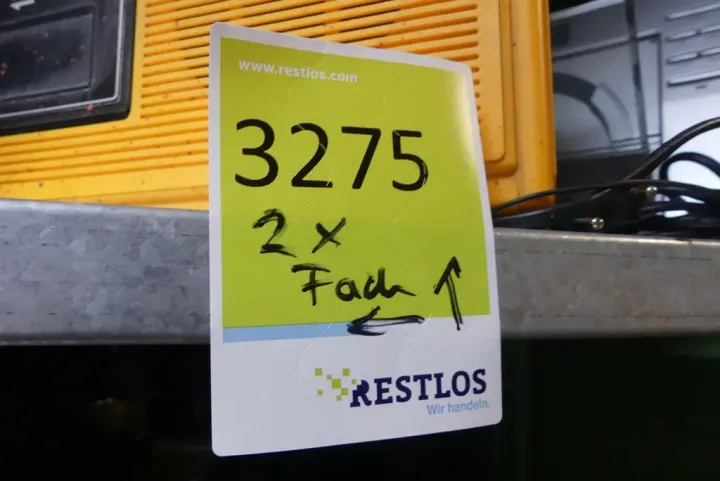 www.restlos.com
3275
2 x
Fach ↑
←
RESTLOS
Wir handeln.